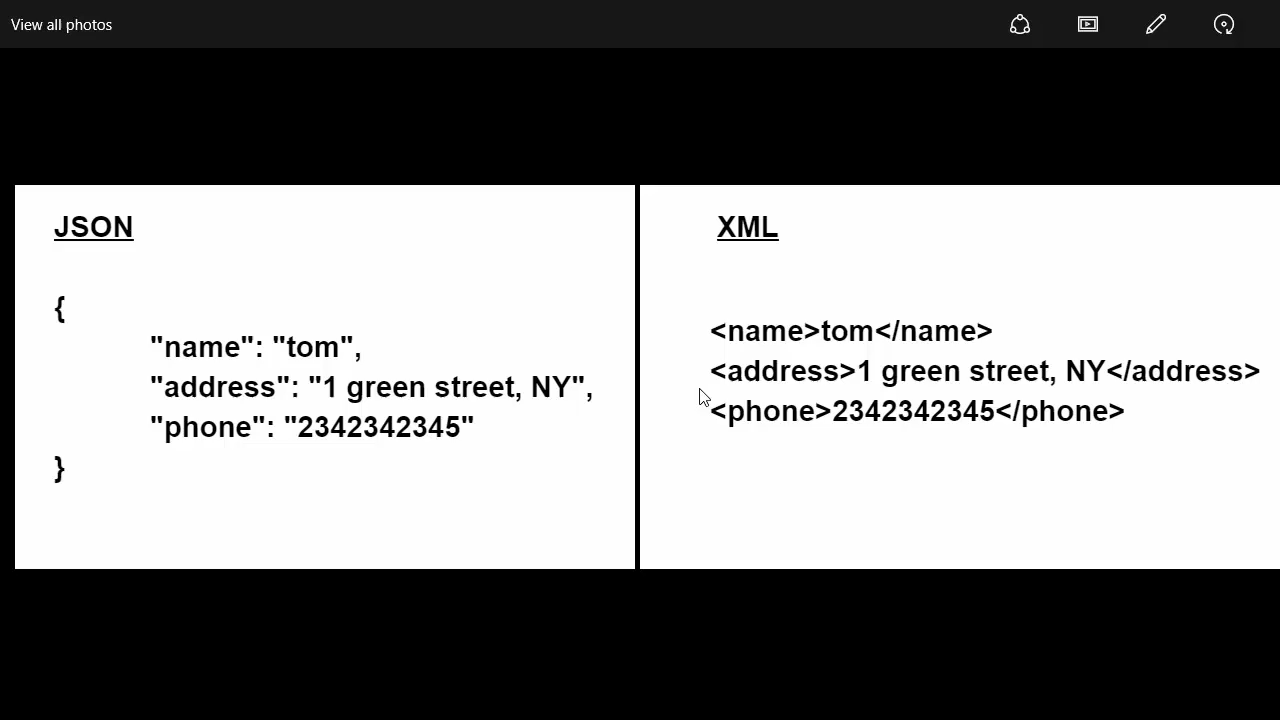 View all photos
JSON
{
"name": "tom",
"address": "1 green street, NY",
"phone": "2342342345"
}
XML
<name>tom</name>
<address>1 green street, NY</address>
<phone>2342342345</phone>